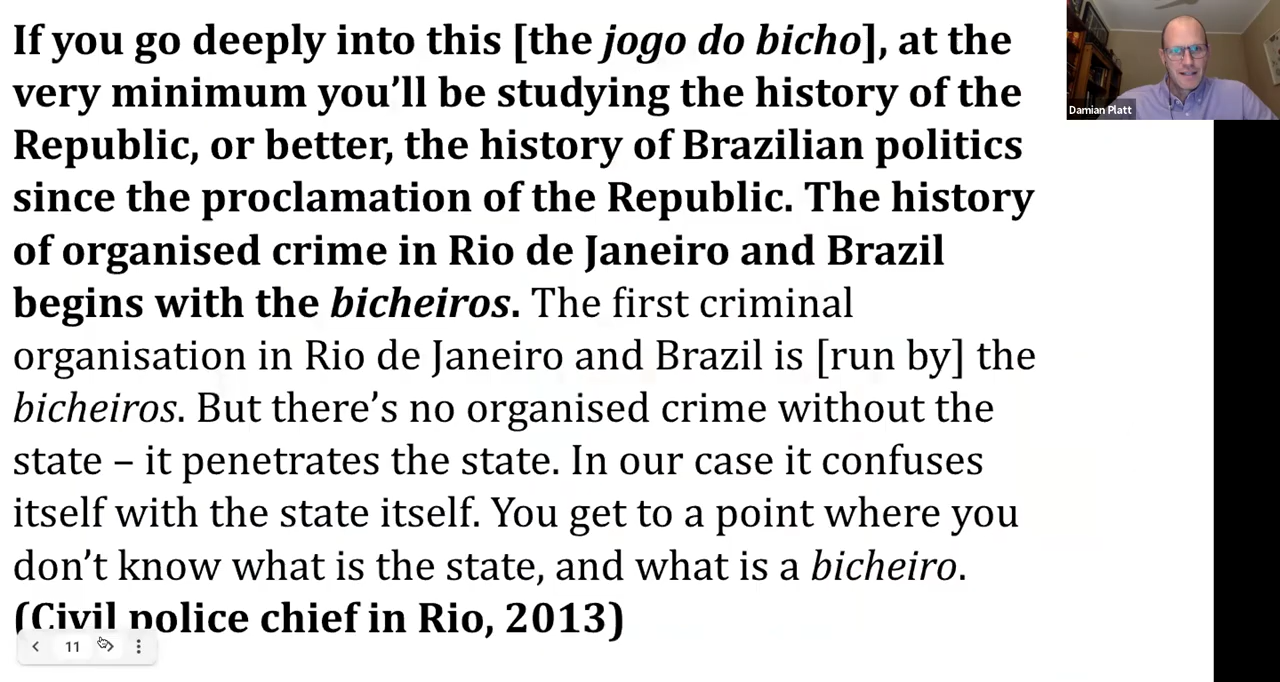 If you go deeply into this [the jogo do bicho], at the
very minimum you’ll be studying the history of the
Republic, or better, the history of Brazilian politics
since the proclamation of the Republic. The history
of organised crime in Rio de Janeiro and Brazil
begins with the bicheiros. The first criminal
organisation in Rio de Janeiro and Brazil is [run by] the
bicheiros. But there’s no organised crime without the
state – it penetrates the state. In our case it confuses
itself with the state itself. You get to a point where you
don’t know what is the state, and what is a bicheiro.
(Civil police chief in Rio, 2013)
11
Damian Platt